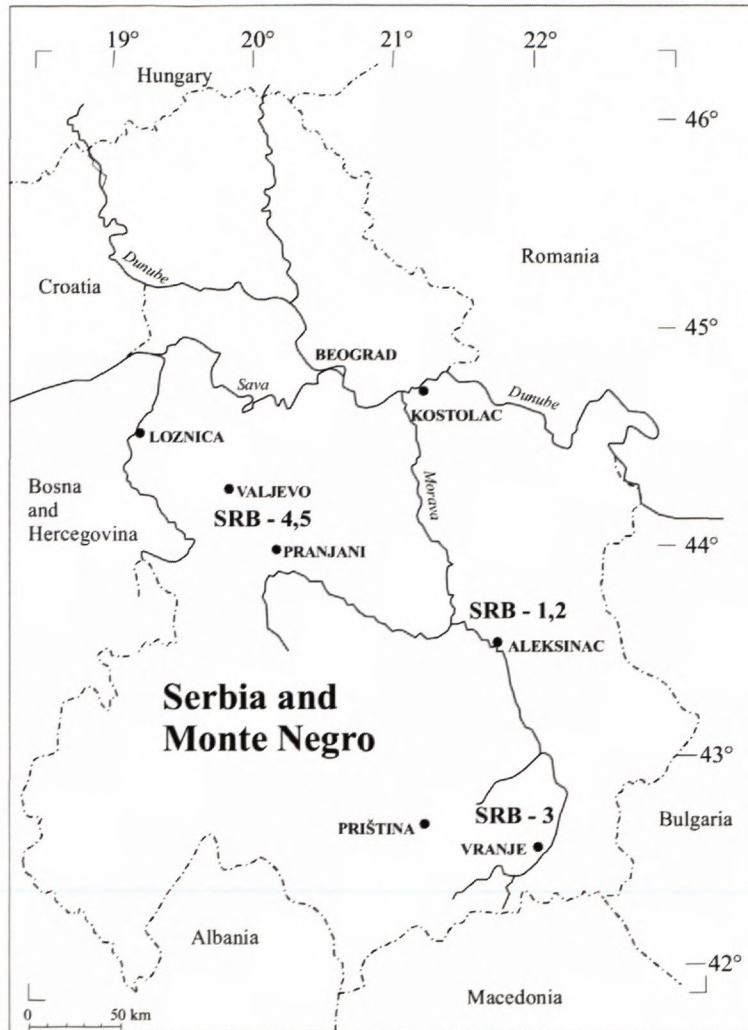 19° 20° 21° 22°
Hungary
46°
Romania
Dunube
Croatia
45°
BEOGRAD
Sava
Dunube
KOSTOLAC
LOZNICA
Morava
Bosna
and
Hercegovina
VALJEVO
SRB - 4,5
44°
PRANJANI
SRB - 1,2
ALEKSINAC
Serbia and
Monte Negro
43°
SRB - 3
PRIŠTINA
Bulgaria
VRANJE
Albania
42°
Macedonia
0 50 km